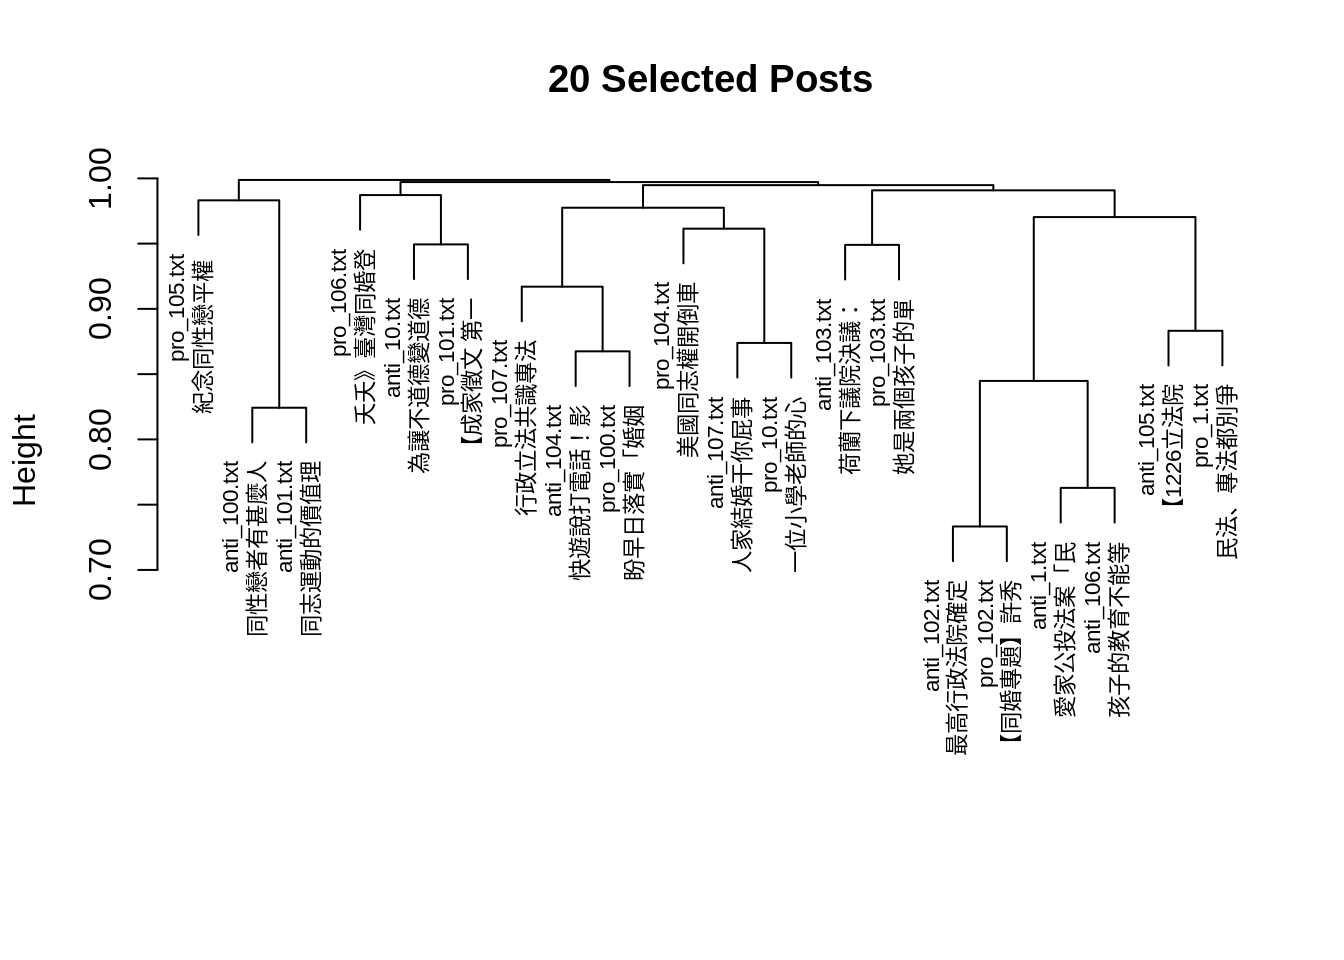 20 Selected Posts
Height
1.00
0.90
0.80
0.70
pro_105.txt
紀念同性戀平權
anti_100.txt
同性戀者有甚麼人
anti_101.txt
同志運動的價值理
pro_106.txt
天天》臺灣同婚登
anti_10.txt
為讓不道德變道德
pro_101.txt
【成家徵文 第一
pro_107.txt
行政立法共識專法
anti_104.txt
快遊說打電話！影
pro_100.txt
盼早日落實「婚姻
pro_104.txt
美國同志權開倒車
anti_107.txt
人家結婚干你屁事
pro_10.txt
一位小學老師的心
anti_103.txt
荷蘭下議院決議：
pro_103.txt
她是兩個孩子的單
anti_102.txt
最高行政法院確定
pro_102.txt
【同婚專題】 許秀
anti_1.txt
愛家公投法案「民
anti_106.txt
孩子的教育不能等
anti_105.txt
【1226立法院
pro_1.txt
民法、專法都別爭